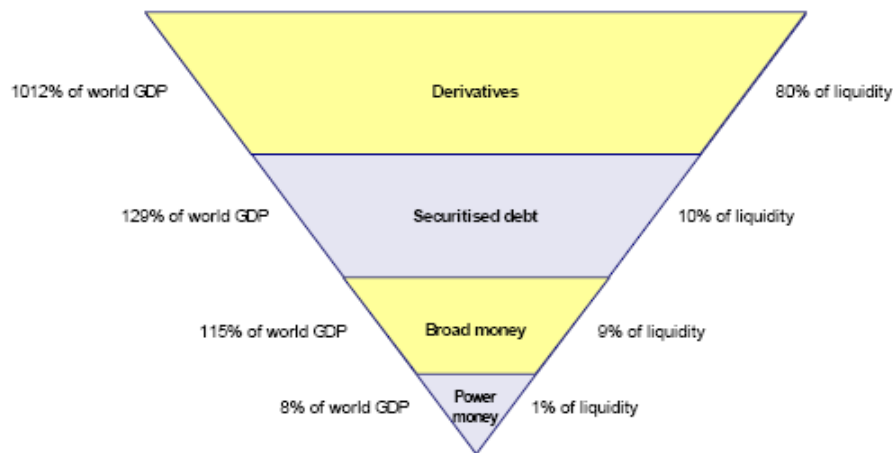 1012% of world GDP Derivatives 80% of liquidity
129% of world GDP Securitised debt 10% of liquidity
115% of world GDP Broad money 9% of liquidity
8% of world GDP Power money 1% of liquidity